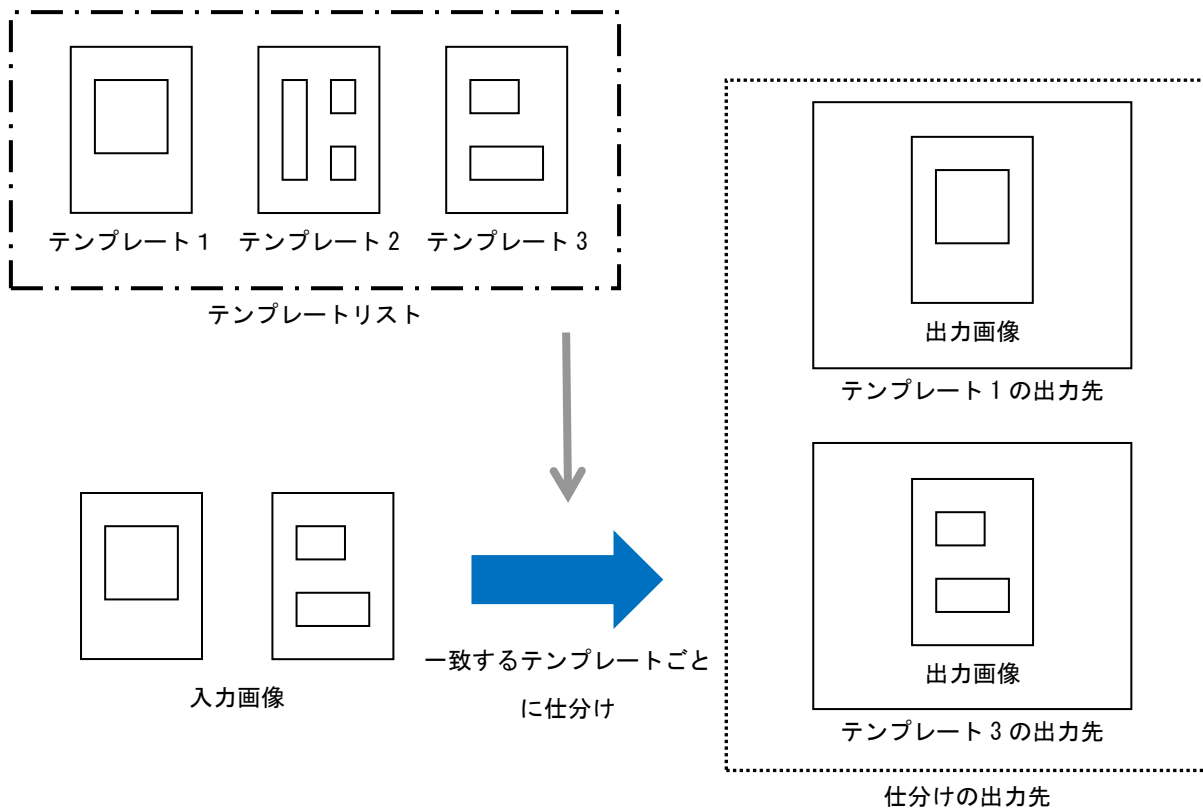 テンプレート1
テンプレート2
テンプレート3
テンプレートリスト
出力画像
テンプレート1の出力先
入力画像
一致するテンプレートごと
に仕分け
出力画像
テンプレート3の出力先
仕分けの出力先